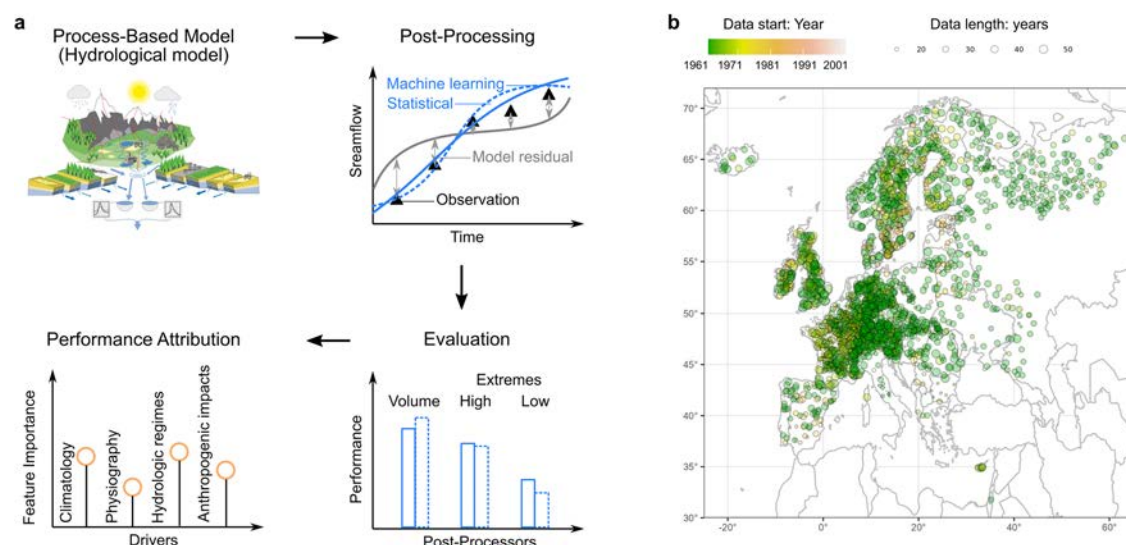 a
Process-Based Model
(Hydrological model)
Post-Processing
Machine learning
Statistical
Model residual
Observation
Streamflow
Time
Performance Attribution
Feature Importance
Climatology
Physiography
Hydrologic regimes
Anthropogenic impacts
Drivers
Evaluation
Extremes
Volume High Low
Performance
Post-Processors
b
Data start: Year
1961 1971 1981 1991 2001
Data length: years
20 30 40 50
70°
65°
60°
55°
50°
45°
40°
35°
30°
-20° 0° 20° 40° 60°